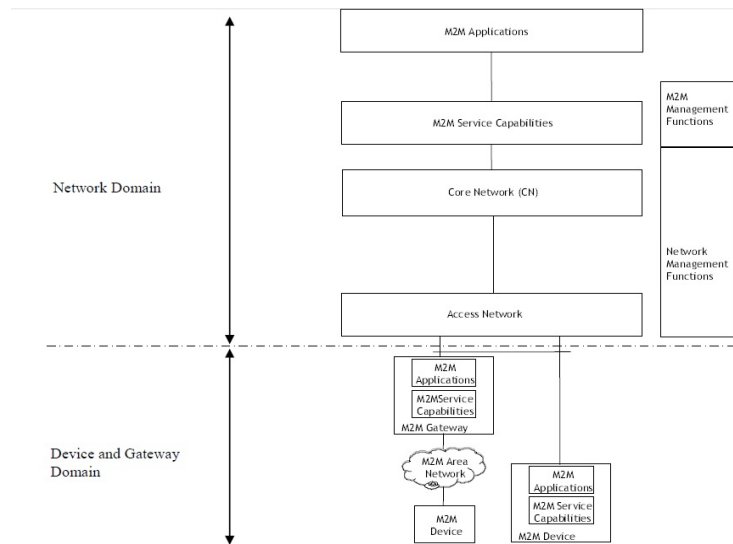 M2M Applications
M2M
Management
Functions
M2M Service Capabilities
Network Domain
Core Network (CN)
Network
Management
Functions
Access Network
M2M
Applications
M2MService
Capabilities
M2M Gateway
Device and Gateway
Domain
M2M Area
Network
M2M
Device
M2M
Applications
M2M Service
Capabilities
M2M Device